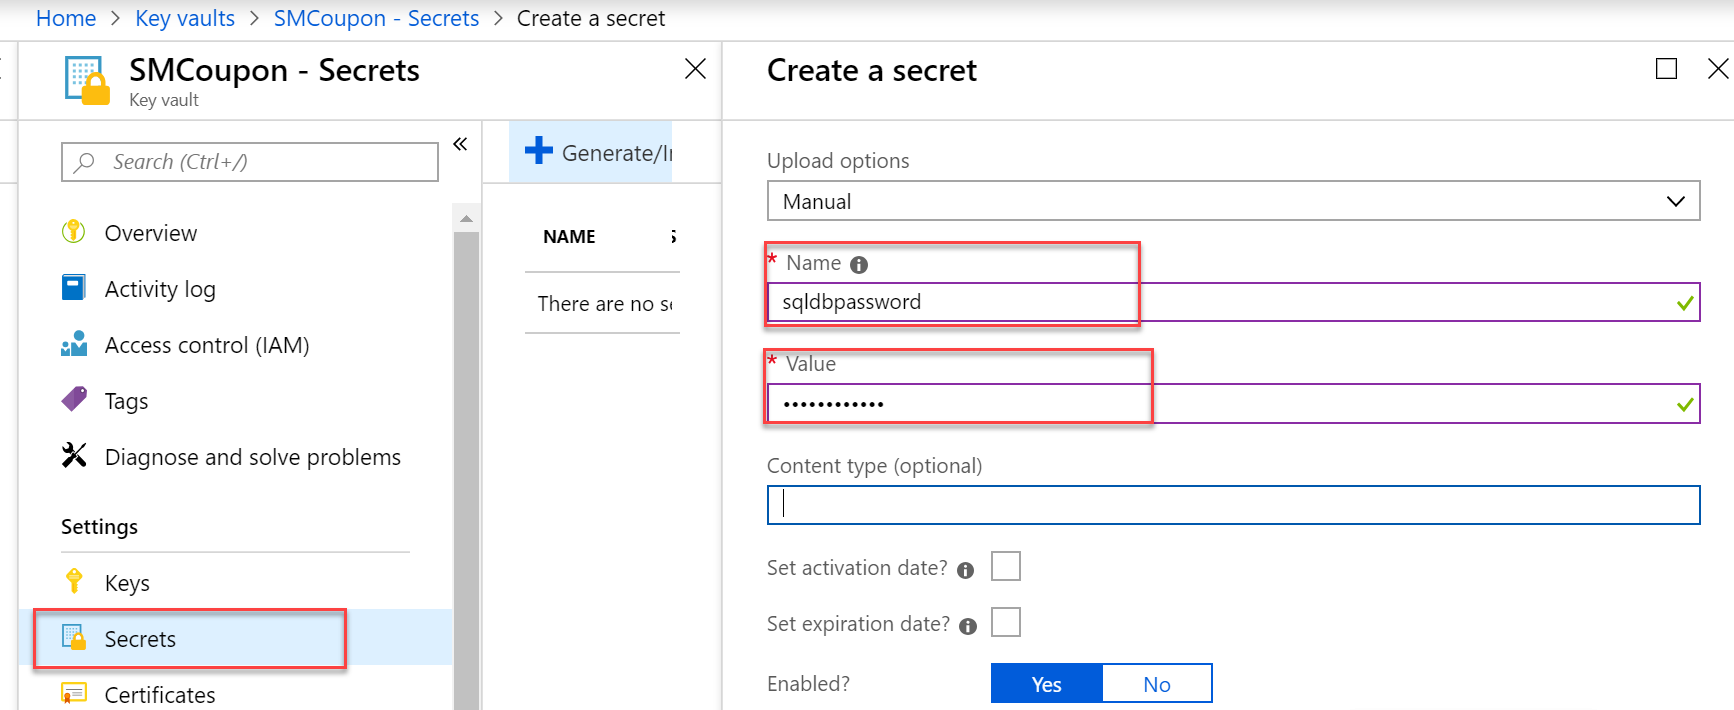 Home > Key vaults > SMCoupon - Secrets > Create a secret
SMCoupon - Secrets
Key vault
Search (Ctrl+/)
«
Overview
Activity log
Access control (IAM)
Tags
Diagnose and solve problems
Settings
Keys
Secrets
Certificates
Generate/I
NAME
There are no s
Create a secret
Upload options
Manual
* Name
sqldbpassword
* Value
••••••••••••
Content type (optional)
Set activation date?
Set expiration date?
Enabled?
Yes No